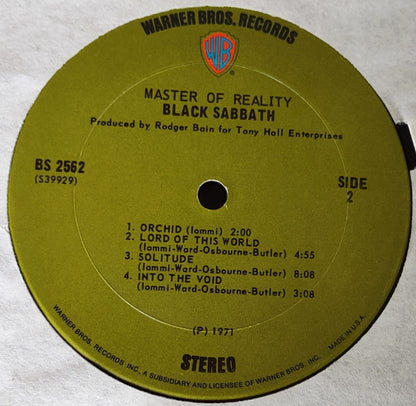 WARNER BROS. RECORDS
WB
MASTER OF REALITY
BLACK SABBATH
Produced by Rodger Bain for Tony Hall Enterprises
BS 2562
(S39929)
SIDE
2
1. ORCHID (Iommi) 2:00
2. LORD OF THIS WORLD
(Iommi-Ward-Osbourne-Butler) 4:55
3. SOLITUDE
(Iommi-Ward-Osbourne-Butler) 8:08
4. INTO THE VOID
(Iommi-Ward-Osbourne-Butler) 3:08
(P) 1971
STEREO
WARNER BROS. RECORDS INC., A SUBSIDIARY AND LICENSEE OF WARNER BROS. INC. MADE IN U.S.A.